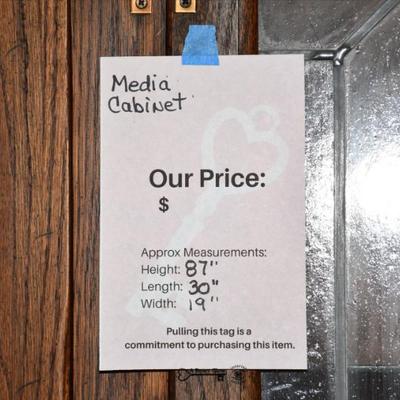 Media
Cabinet
Our Price:
$
Approx Measurements:
Height: 87"
Length: 30"
Width: 19"
Pulling this tag is a
commitment to purchasing this item.